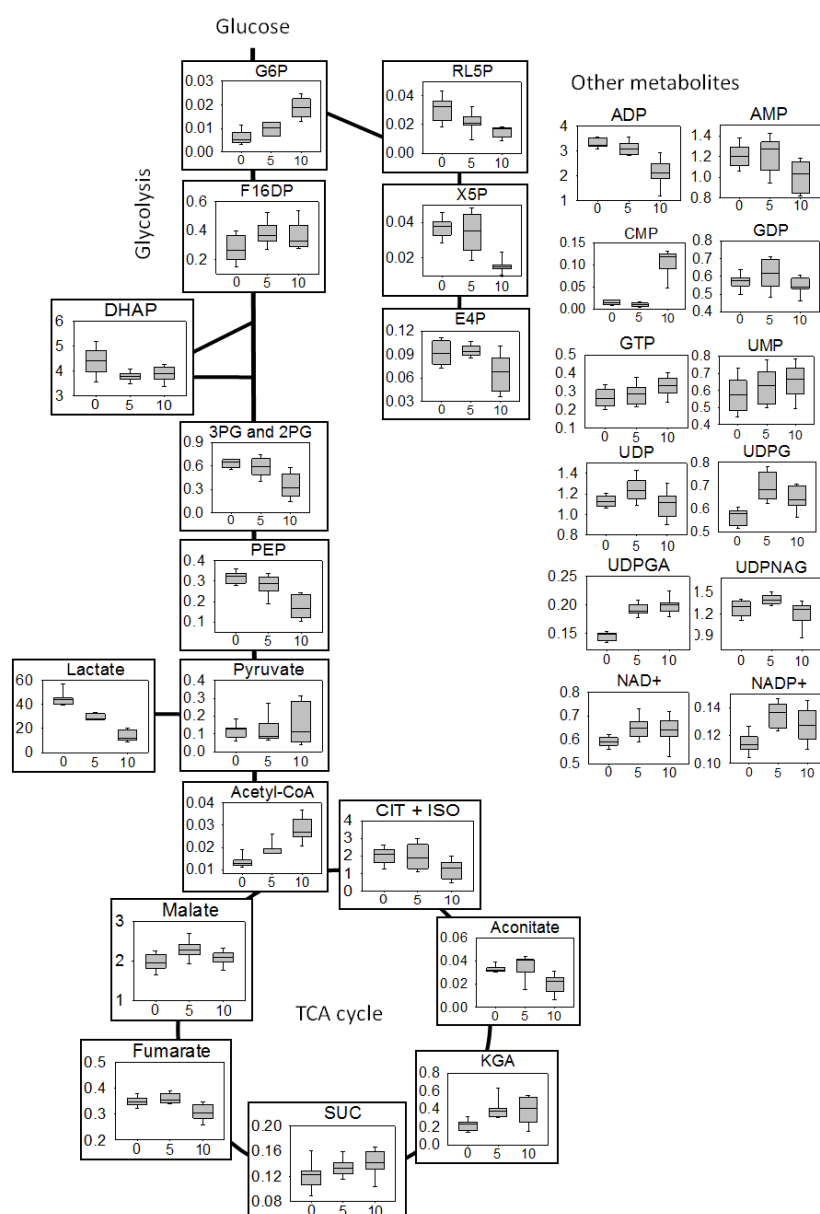 Glucose
Glycolysis
G6P
0.03
0.02
0.01
0.00
0 5 10
RL5P
0.04
0.02
0.00
0 5 10
F16DP
0.6
0.4
0.2
0 5 10
X5P
0.04
0.02
0 5 10
DHAP
6
5
4
3
0 5 10
E4P
0.12
0.09
0.06
0.03
0 5 10
3PG and 2PG
0.9
0.6
0.3
0.0
0 5 10
PEP
0.4
0.3
0.2
0.1
0 5 10
Lactate
60
40
20
0
0 5 10
Pyruvate
0.4
0.3
0.2
0.1
0.0
0 5 10
Acetyl-CoA
0.04
0.03
0.02
0.01
0 5 10
CIT + ISO
4
3
2
1
0
0 5 10
Malate
3
2
1
0 5 10
Aconitate
0.06
0.04
0.02
0.00
0 5 10
TCA cycle
Fumarate
0.5
0.4
0.3
0.2
0 5 10
KGA
0.8
0.6
0.4
0.2
0.0
0 5 10
SUC
0.20
0.16
0.12
0.08
0 5 10
Other metabolites
ADP
4
3
2
1
0 5 10
AMP
1.4
1.2
1.0
0.8
0 5 10
CMP
0.15
0.10
0.05
0.00
0 5 10
GDP
0.8
0.7
0.6
0.5
0.4
0 5 10
GTP
0.5
0.4
0.3
0.2
0.1
0 5 10
UMP
0.8
0.7
0.6
0.5
0.4
0 5 10
UDP
1.4
1.2
1.0
0.8
0 5 10
UDPG
0.8
0.7
0.6
0.5
0 5 10
UDPGA
0.25
0.20
0.15
0 5 10
UDPNAG
1.5
1.2
0.9
0 5 10
NAD+
0.8
0.7
0.6
0.5
0 5 10
NADP+
0.14
0.12
0.10
0 5 10